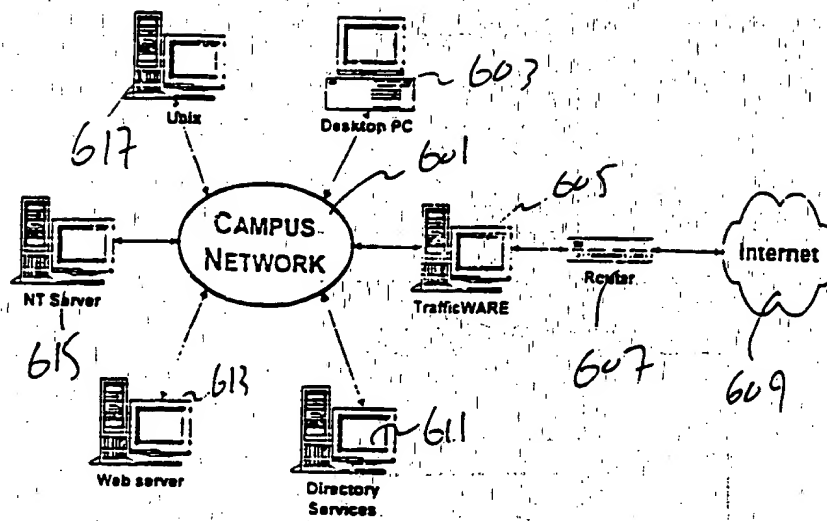 603
Unix
Desktop PC
617
601
605
CAMPUS
NETWORK
Internet
NT Server
TrafficWARE
Router
615
613
607
609
611
Web server
Directory
Services